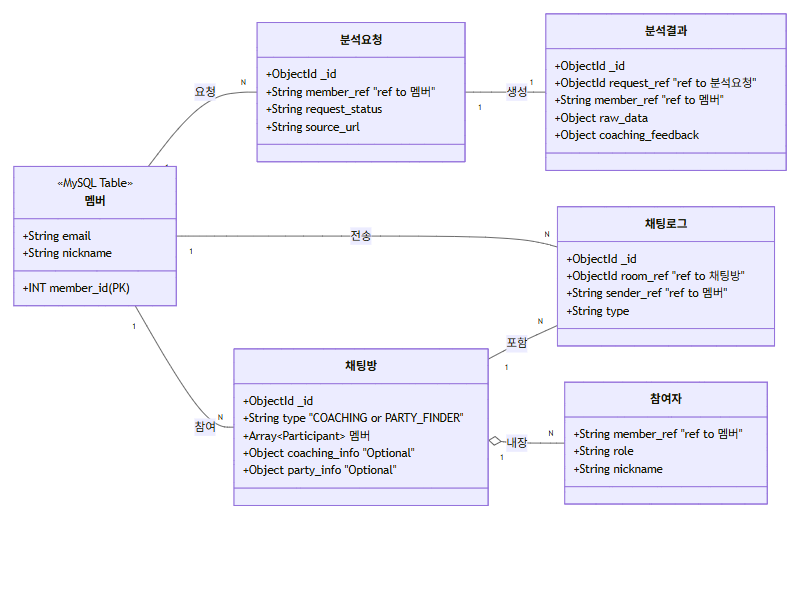 분석요청
+ObjectId _id
+String member_ref "ref to 멤버"
+String request_status
+String source_url
분석결과
+ObjectId _id
+ObjectId request_ref "ref to 분석요청"
+String member_ref "ref to 멤버"
+Object raw_data
+Object coaching_feedback
요청
N
생성
1
1
«MySQL Table»
멤버
+String email
+String nickname
+INT member_id(PK)
1
전송
N
채팅로그
+ObjectId _id
+ObjectId room_ref "ref to 채팅방"
+String sender_ref "ref to 멤버"
+String type
1
참여
N
채팅방
+ObjectId _id
+String type "COACHING or PARTY_FINDER"
+Array<Participant> 멤버
+Object coaching_info "Optional"
+Object party_info "Optional"
포함
N
1
내장
N
1
참여자
+String member_ref "ref to 멤버"
+String role
+String nickname